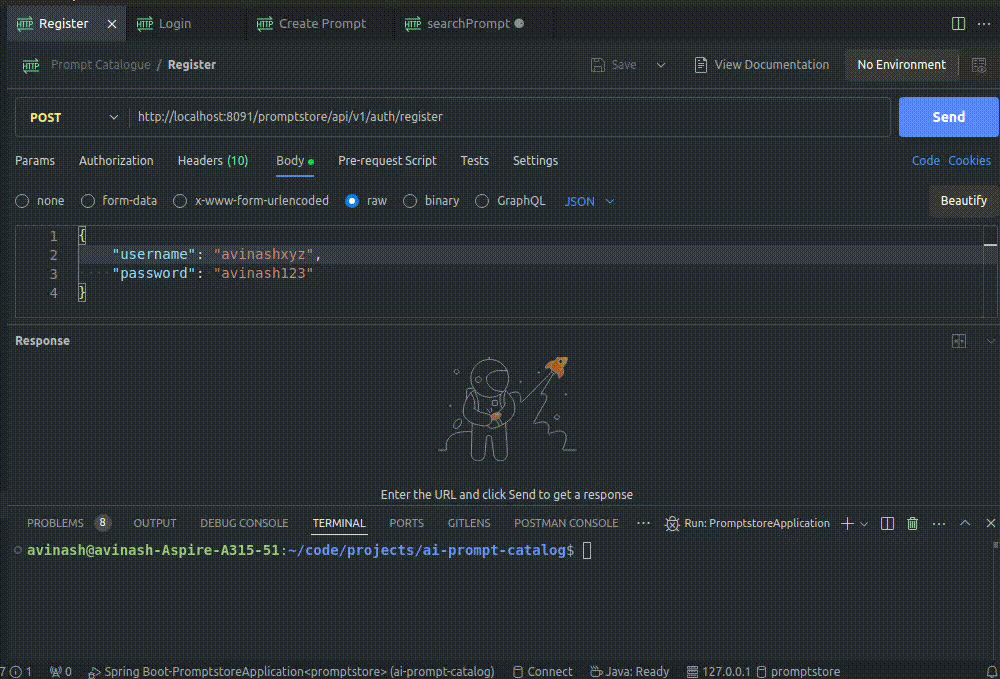 HTTP Register × HTTP Login HTTP Create Prompt HTTP searchPrompt ...
HTTP Prompt Catalogue / Register Save View Documentation No Environment
POST http://localhost:8091/promptstore/api/v1/auth/register Send
Params Authorization Headers (10) Body Pre-request Script Tests Settings Code Cookies
none form-data x-www-form-urlencoded raw binary GraphQL JSON Beautify
1 {
2 "username": "avinashxyz",
3 "password": "avinash123"
4 }
Response
Enter the URL and click Send to get a response
PROBLEMS 8 OUTPUT DEBUG CONSOLE TERMINAL PORTS GITLENS POSTMAN CONSOLE ... Run: PromptstoreApplication + ... ×
avinash@avinash-Aspire-A315-51:~/code/projects/ai-prompt-catalog$
7 1 0 Spring Boot-PromptstoreApplication<promptstore> (ai-prompt-catalog) Connect Java: Ready 127.0.0.1 promptstore